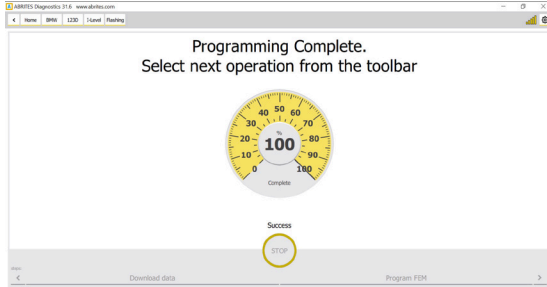 ABRITES Diagnostics 31.6 www.abrites.com
Home BMW 123D I-Level Flashing
Programming Complete.
Select next operation from the toolbar
0 10 20 30 40 50 60 70 80 90 100
%
100
Complete
Success
STOP
Download data Program FEM